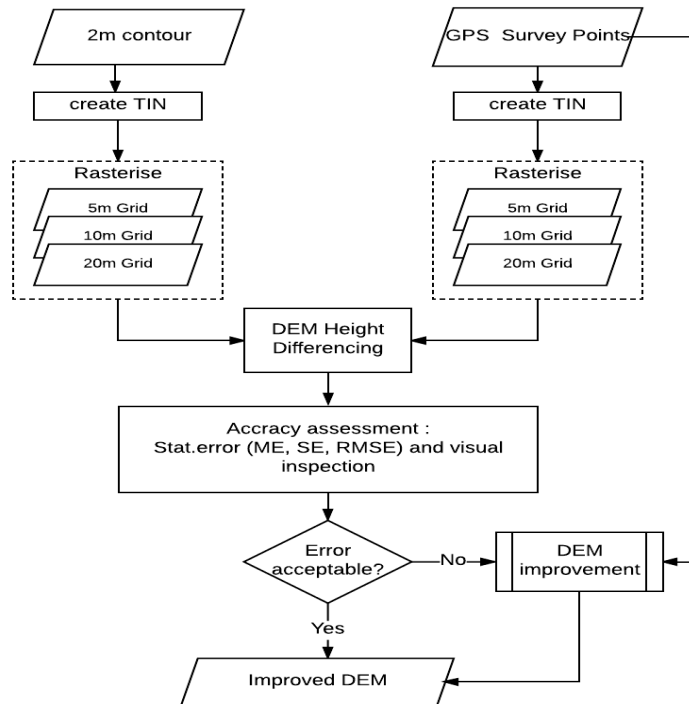 2m contour
GPS Survey Points
create TIN
create TIN
Rasterise
5m Grid
10m Grid
20m Grid
Rasterise
5m Grid
10m Grid
20m Grid
DEM Height
Differencing
Accracy assessment :
Stat.error (ME, SE, RMSE) and visual
inspection
Error
acceptable?
No
DEM
improvement
Yes
Improved DEM